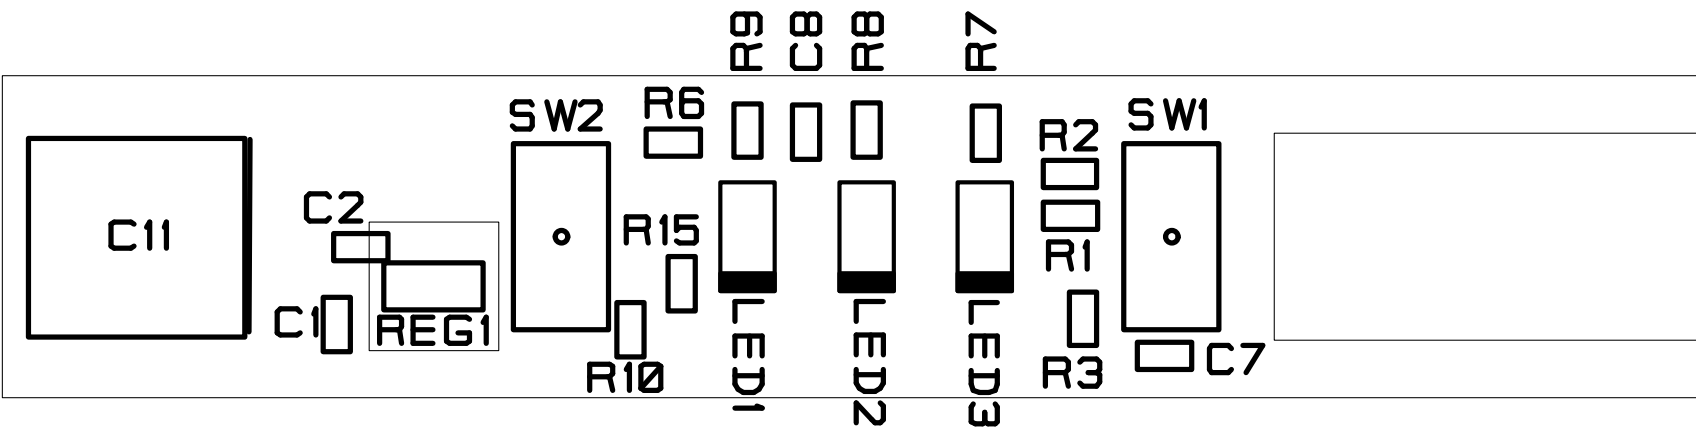 R9
C8
R8
R7
SW2
R6
SW1
R2
C2
C11
R15
R1
C1
REG1
LED1
LED2
LED3
R10
R3
C7